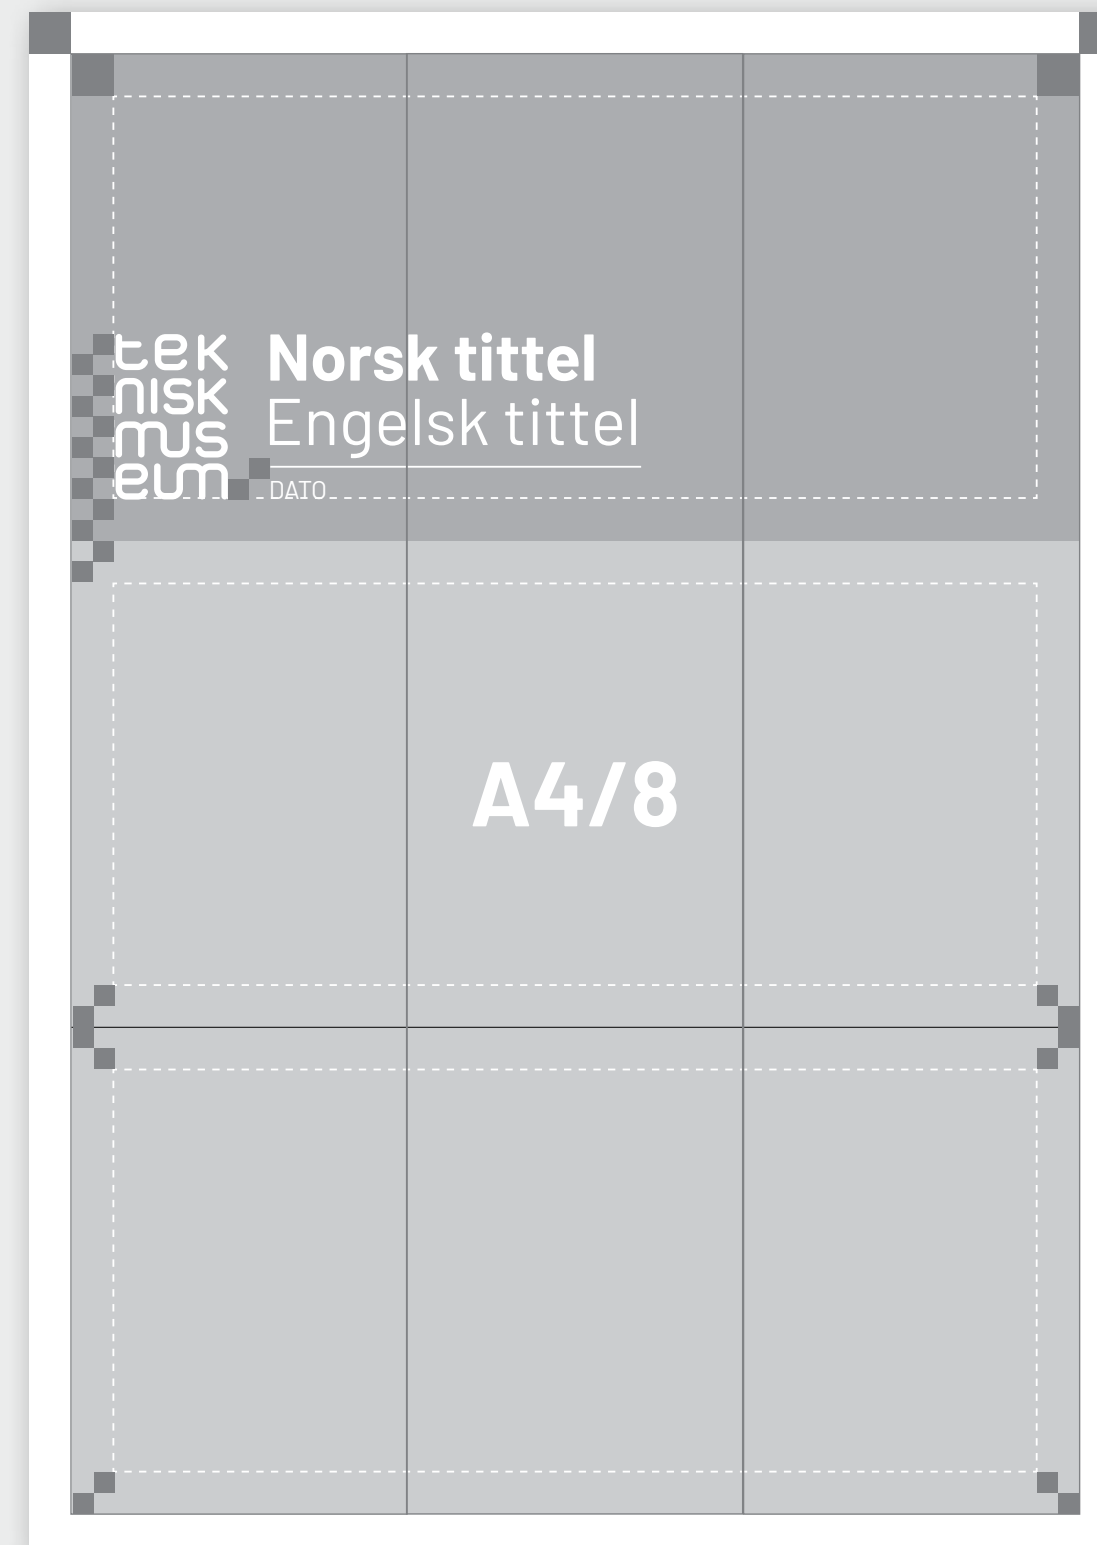 tek
nisk
mus
eum
Norsk tittel
Engelsk tittel
DATO
A4/8